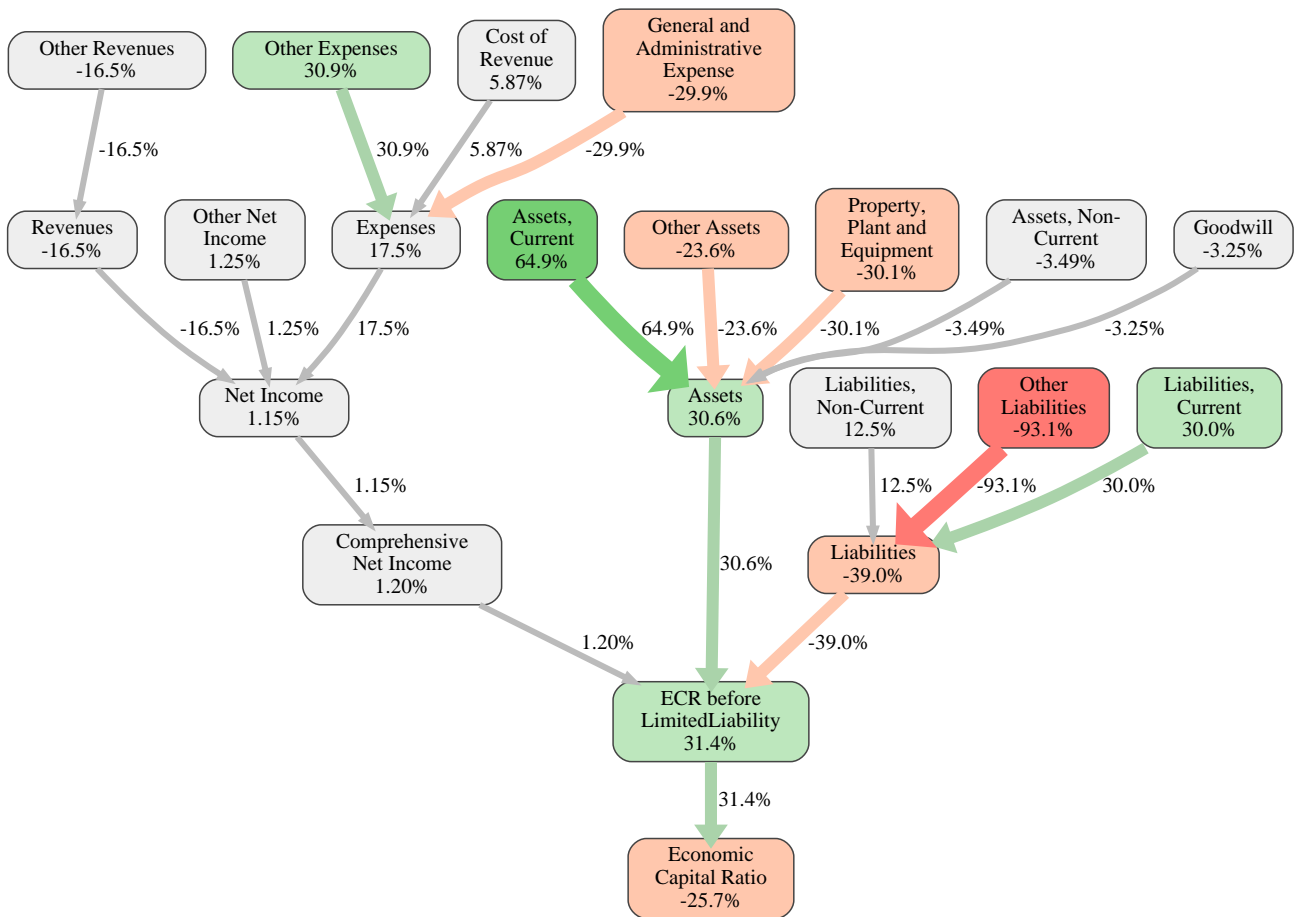 Other Revenues
-16.5%
Other Expenses
30.9%
Cost of
Revenue
5.87%
General and
Administrative
Expense
-29.9%
-16.5%
30.9%
5.87%
-29.9%
Revenues
-16.5%
Other Net
Income
1.25%
Expenses
17.5%
Assets,
Current
64.9%
Other Assets
-23.6%
Property,
Plant and
Equipment
-30.1%
Assets, Non-
Current
-3.49%
Goodwill
-3.25%
-16.5%
1.25%
17.5%
64.9%
-23.6%
-30.1%
-3.49%
-3.25%
Net Income
1.15%
Assets
30.6%
Liabilities,
Non-Current
12.5%
Other
Liabilities
-93.1%
Liabilities,
Current
30.0%
1.15%
12.5%
-93.1%
30.0%
Comprehensive
Net Income
1.20%
30.6%
Liabilities
-39.0%
1.20%
-39.0%
ECR before
LimitedLiability
31.4%
31.4%
Economic
Capital Ratio
-25.7%